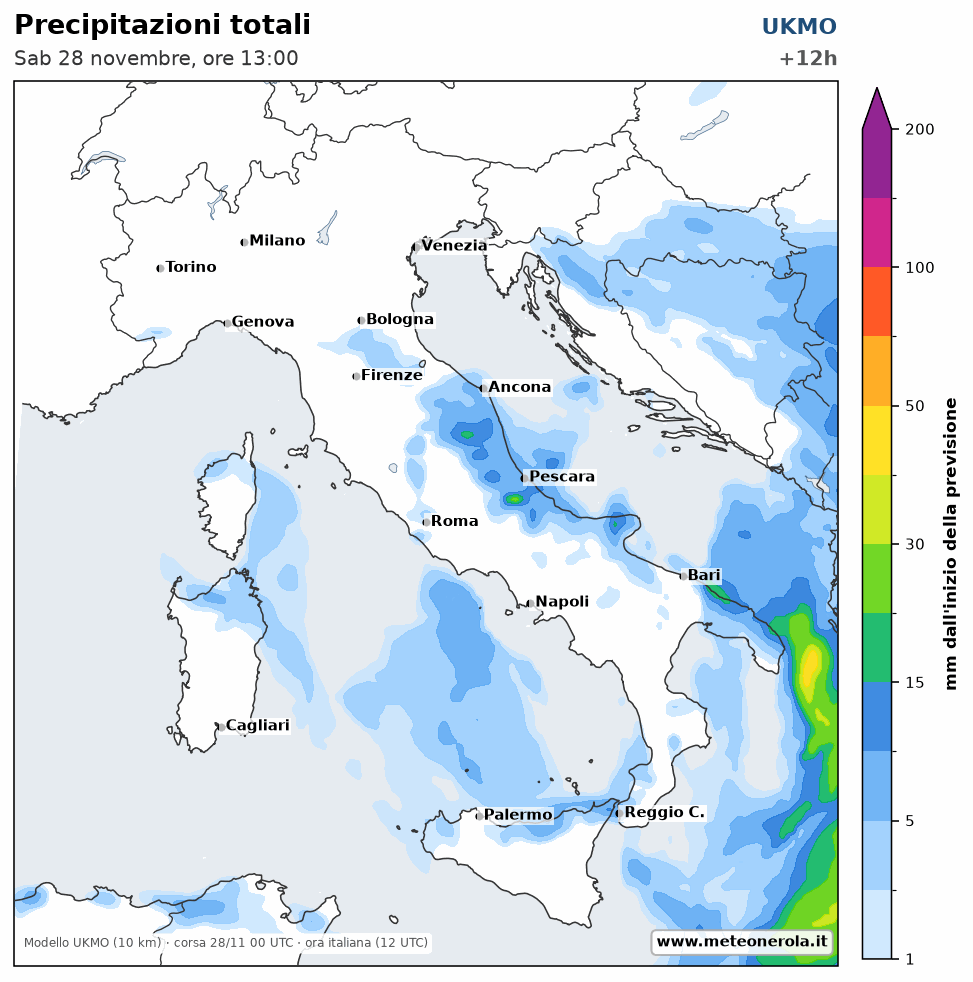 Precipitazioni totali
UKMO
Sab 28 novembre, ore 13:00
+12h
200
Milano
Venezia
Torino
100
Genova
Bologna
Firenze
Ancona
50
Pescara
Roma
30
Bari
Napoli
15
Cagliari
Palermo
Reggio C.
5
mm dall'inizio della previsione
Modello UKMO (10 km) · corsa 28/11 00 UTC · ora italiana (12 UTC)
www.meteonerola.it
1